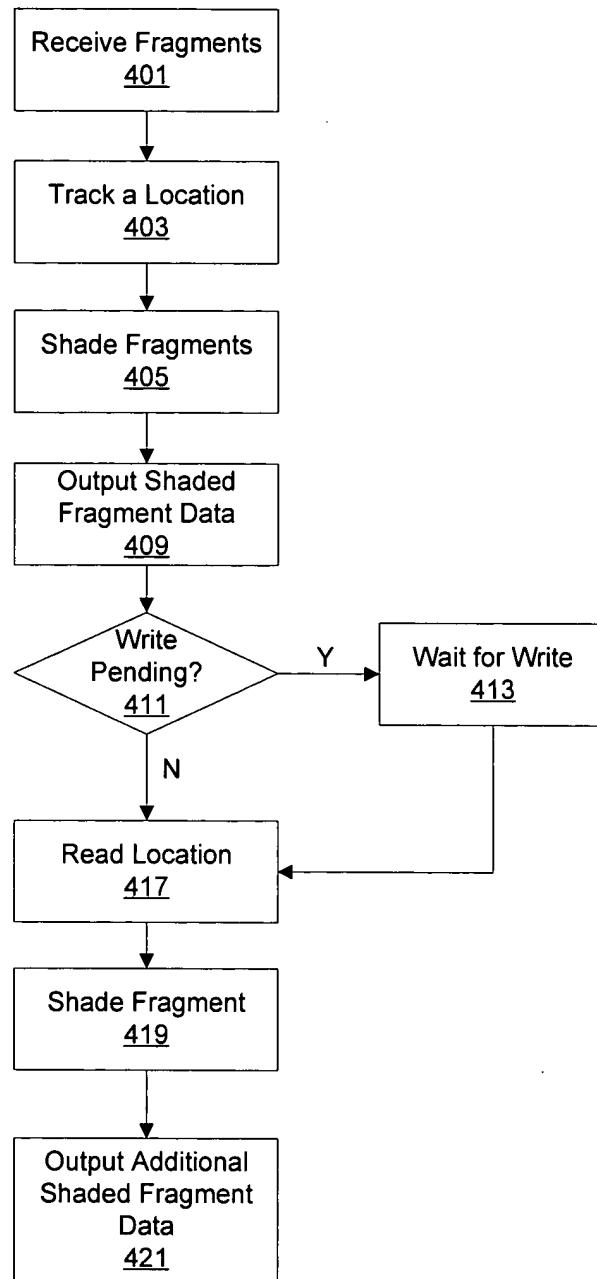 Receive Fragments
401
Track a Location
403
Shade Fragments
405
Output Shaded
Fragment Data
409
Write
Pending?
411
Y
Wait for Write
413
N
Read Location
417
Shade Fragment
419
Output Additional
Shaded Fragment
Data
421